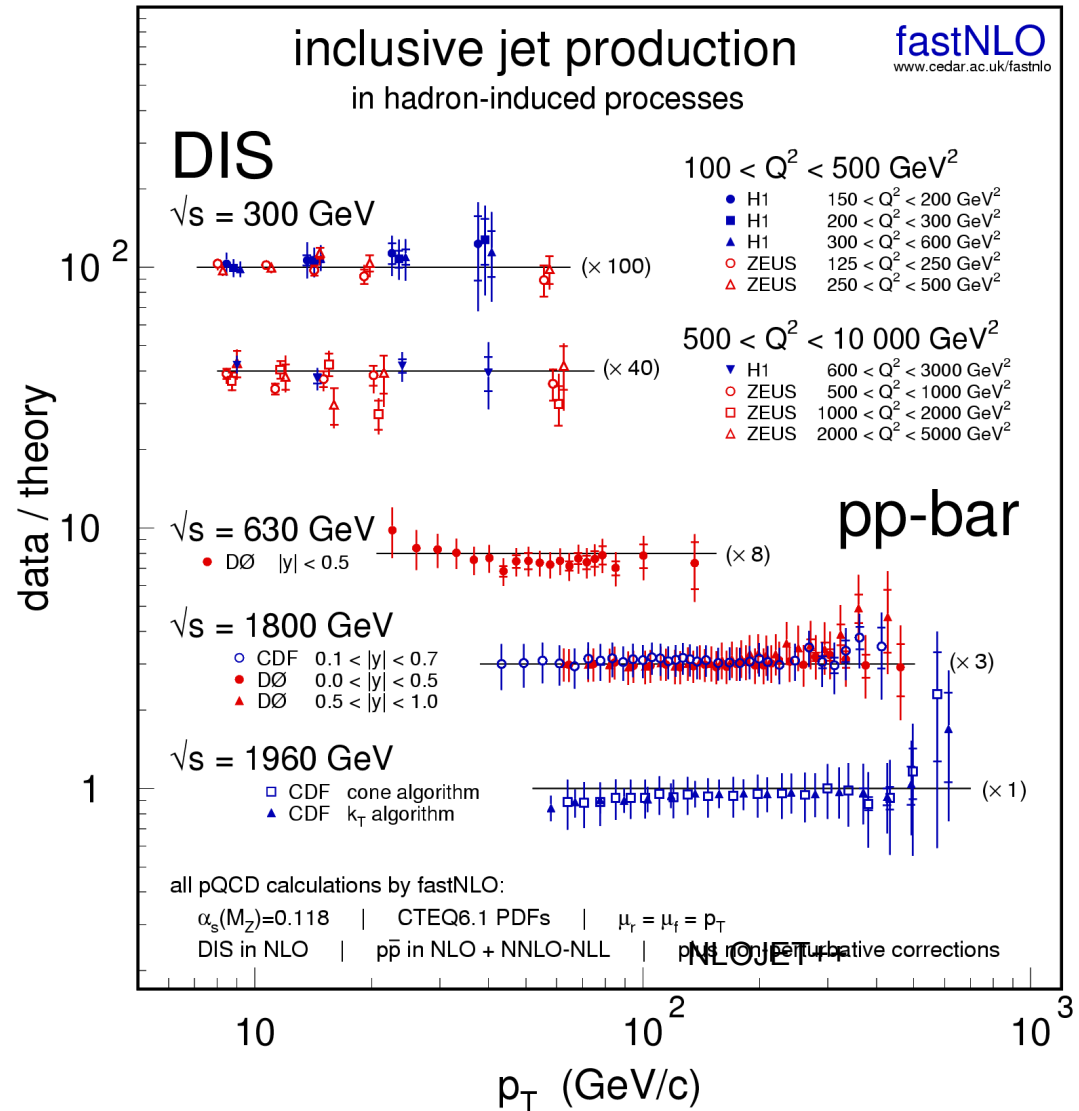 inclusive jet production
in hadron-induced processes
fastNLO
www.cedar.ac.uk/fastnlo
DIS
√s = 300 GeV
100 < Q² < 500 GeV²
H1 150 < Q² < 200 GeV²
H1 200 < Q² < 300 GeV²
H1 300 < Q² < 600 GeV²
ZEUS 125 < Q² < 250 GeV²
ZEUS 250 < Q² < 500 GeV²
(× 100)
500 < Q² < 10 000 GeV²
H1 600 < Q² < 3000 GeV²
ZEUS 500 < Q² < 1000 GeV²
ZEUS 1000 < Q² < 2000 GeV²
ZEUS 2000 < Q² < 5000 GeV²
(× 40)
pp-bar
√s = 630 GeV
DØ |y| < 0.5
(× 8)
√s = 1800 GeV
CDF 0.1 < |y| < 0.7
DØ 0.0 < |y| < 0.5
DØ 0.5 < |y| < 1.0
(× 3)
√s = 1960 GeV
CDF cone algorithm
CDF k_T algorithm
(× 1)
all pQCD calculations by fastNLO:
α_s(M_Z)=0.118 | CTEQ6.1 PDFs | μ_r = μ_f = p_T
DIS in NLO | pp̅ in NLO + NNLO-NLL | plus non-perturbative corrections
NLOJET++
data / theory
10²
10
1
10
10²
10³
p_T (GeV/c)